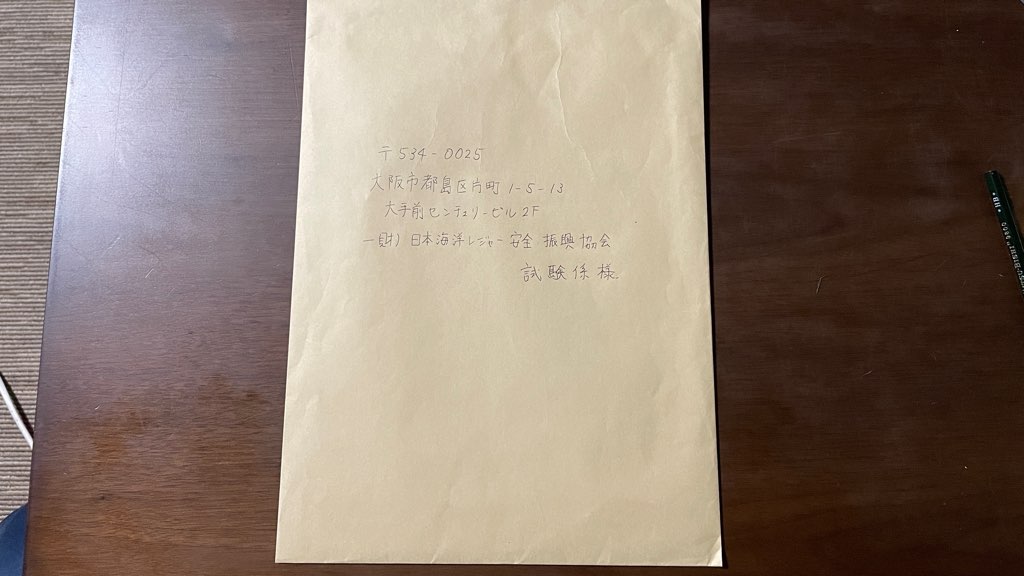 〒534-0025
大阪市都島区片町1-5-13
大手前センチュリービル2F
一財)日本海洋レジャー安全振興協会
試験係様
HB